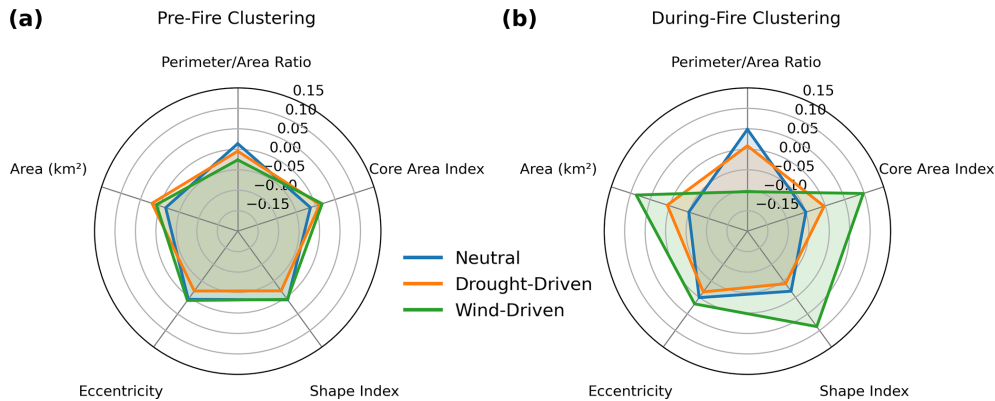 (a)
Pre-Fire Clustering
Perimeter/Area Ratio
0.15
0.10
0.05
0.00
−0.05
−0.10
−0.15
Area (km²)
Core Area Index
Eccentricity
Shape Index
Neutral
Drought-Driven
Wind-Driven
(b)
During-Fire Clustering
Perimeter/Area Ratio
0.15
0.10
0.05
0.00
−0.05
−0.10
−0.15
Area (km²)
Core Area Index
Eccentricity
Shape Index